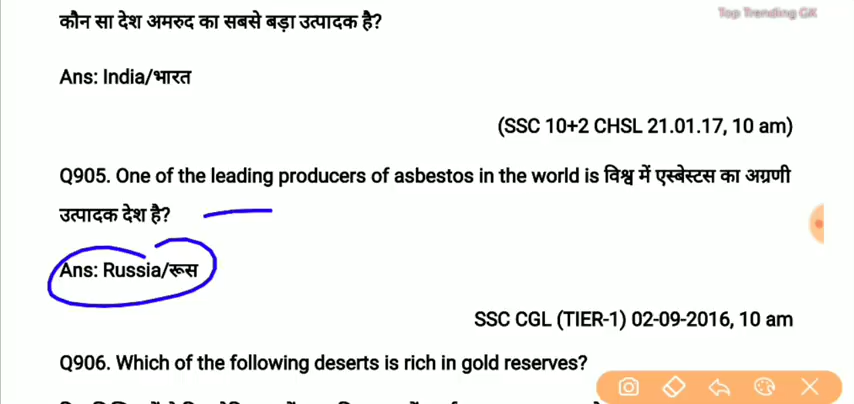 Top Trending GK
कौन सा देश अमरुद का सबसे बड़ा उत्पादक है?
Ans: India/भारत
(SSC 10+2 CHSL 21.01.17, 10 am)
Q905. One of the leading producers of asbestos in the world is विश्व में एस्बेस्टस का अग्रणी
उत्पादक देश है?
Ans: Russia/रूस
SSC CGL (TIER-1) 02-09-2016, 10 am
Q906. Which of the following deserts is rich in gold reserves?